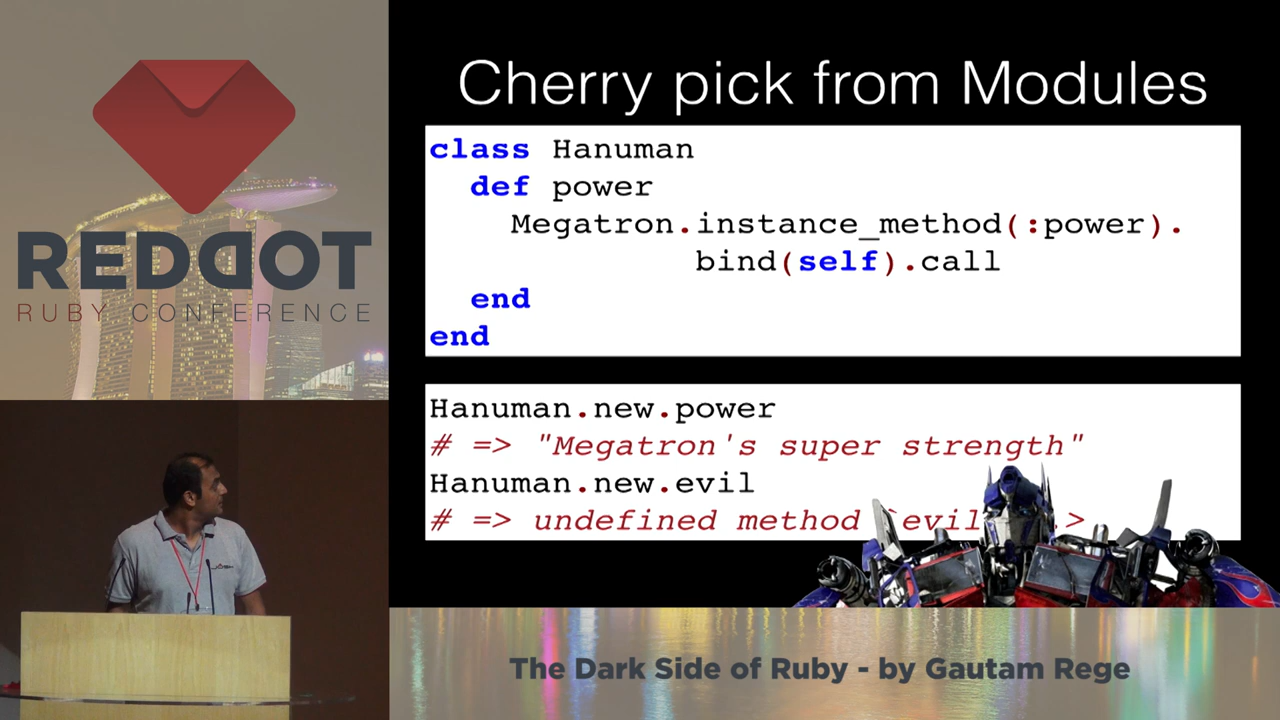 REDDOT
RUBY CONFERENCE
Cherry pick from Modules
class Hanuman
def power
Megatron.instance_method(:power).
bind(self).call
end
end
Hanuman.new.power
# => "Megatron's super strength"
Hanuman.new.evil
# => undefined method `evil .>
The Dark Side of Ruby - by Gautam Rege